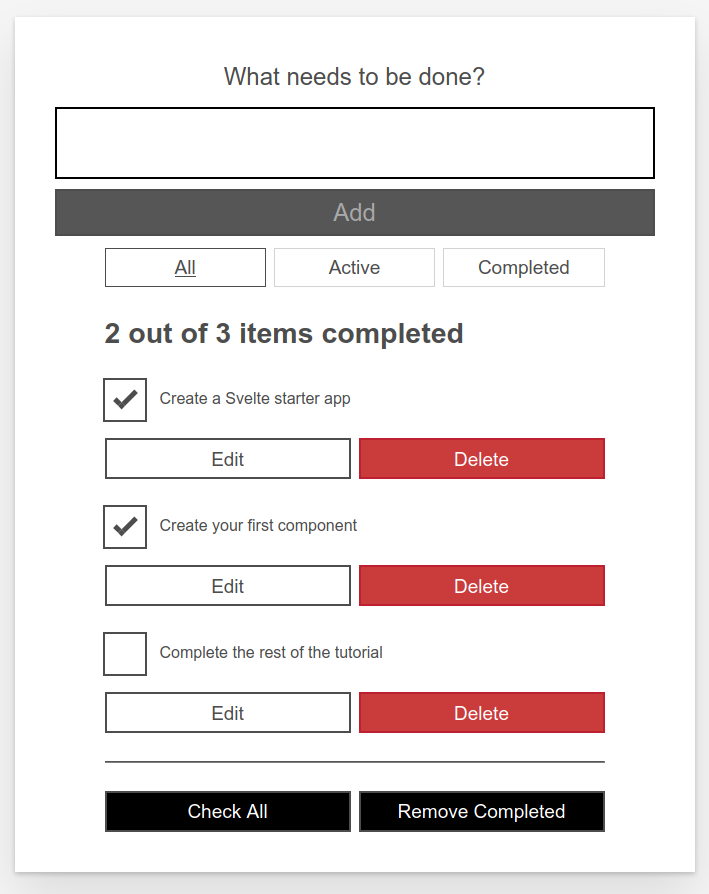 What needs to be done?
Add
All Active Completed
2 out of 3 items completed
Create a Svelte starter app
Edit Delete
Create your first component
Edit Delete
Complete the rest of the tutorial
Edit Delete
Check All Remove Completed